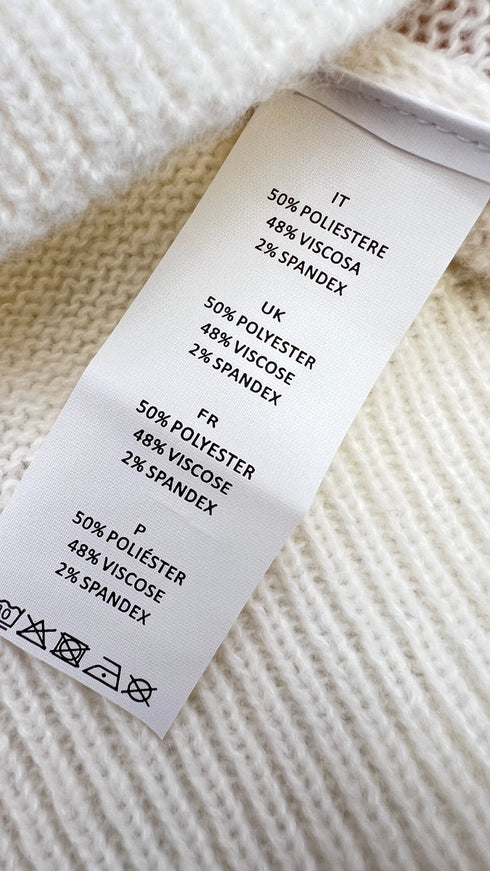 IT
50% POLIESTERE
48% VISCOSA
2% SPANDEX
UK
50% POLYESTER
48% VISCOSE
2% SPANDEX
FR
50% POLYESTER
48% VISCOSE
2% SPANDEX
P
50% POLIÉSTER
48% VISCOSE
2% SPANDEX